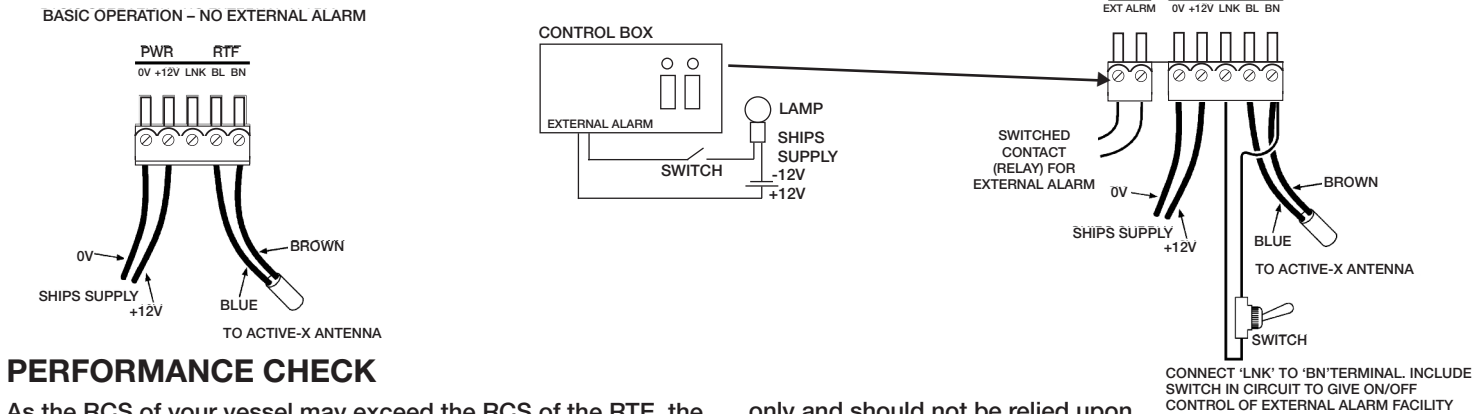 BASIC OPERATION – NO EXTERNAL ALARM
PWR RTE
0V +12V LNK BL BN
0V
SHIPS SUPPLY
+12V
BROWN
BLUE
TO ACTIVE-X ANTENNA
CONTROL BOX
EXTERNAL ALARM
LAMP
SHIPS
SUPPLY
-12V
+12V
SWITCH
EXT ALRM 0V +12V LNK BL BN
SWITCHED
CONTACT
(RELAY) FOR
EXTERNAL ALARM
0V
SHIPS SUPPLY
+12V
BROWN
BLUE
TO ACTIVE-X ANTENNA
SWITCH
CONNECT ‘LNK’ TO ‘BN’TERMINAL. INCLUDE
SWITCH IN CIRCUIT TO GIVE ON/OFF
CONTROL OF EXTERNAL ALARM FACILITY
PERFORMANCE CHECK
As the RCS of your vessel may exceed the RCS of the RTE, the
only and should not be relied upon